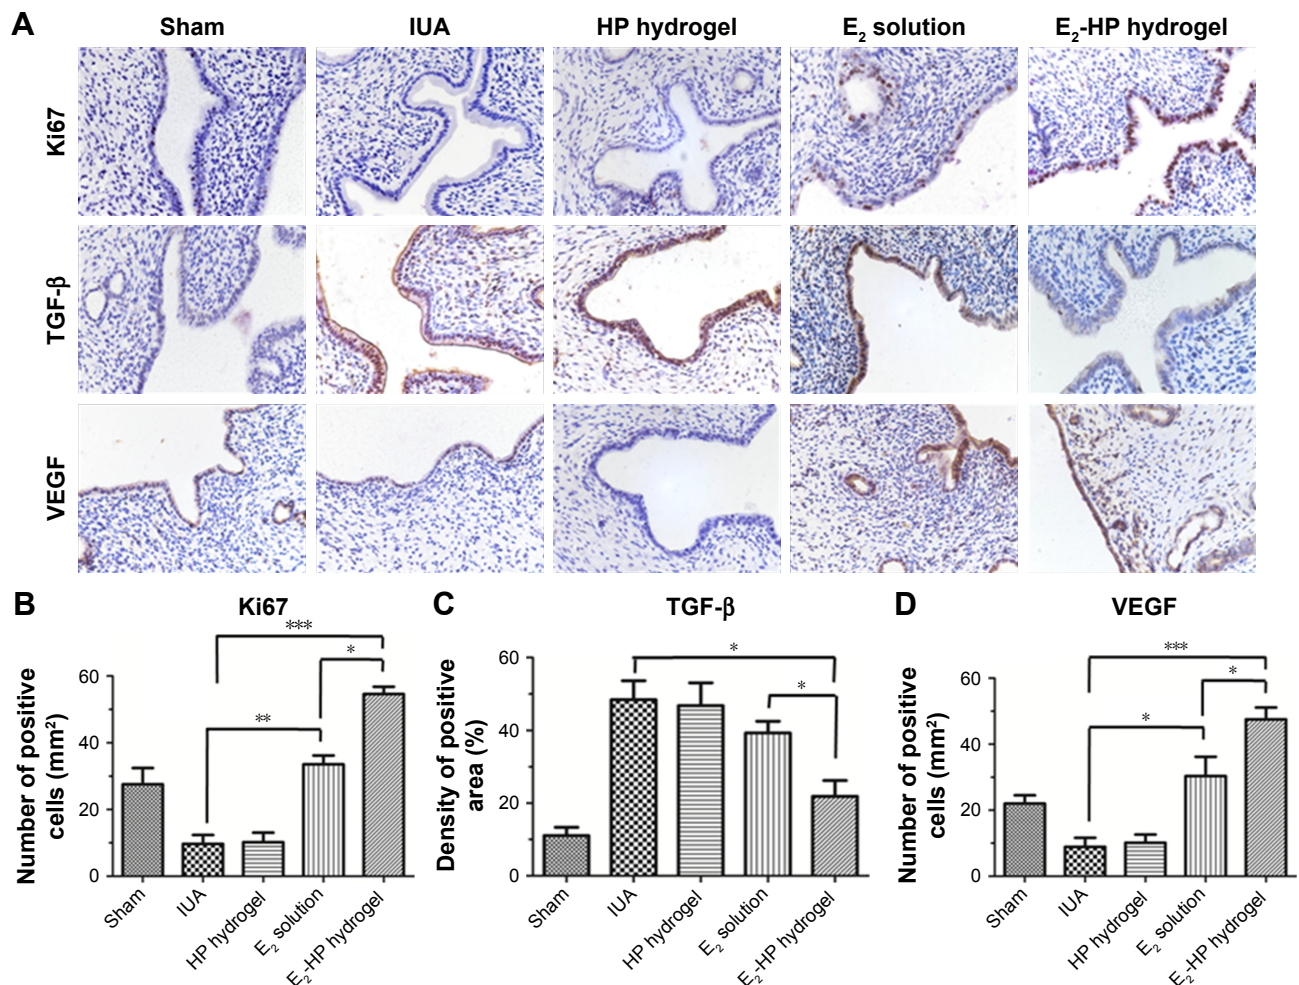 A
Sham
IUA
HP hydrogel
E₂ solution
E₂-HP hydrogel
Ki67
TGF-β
VEGF
B
Ki67
Number of positive
cells (mm²)
60
40
20
0
***
*
**
Sham
IUA
HP hydrogel
E₂ solution
E₂-HP hydrogel
C
TGF-β
Density of positive
area (%)
60
40
20
0
*
*
Sham
IUA
HP hydrogel
E₂ solution
E₂-HP hydrogel
D
VEGF
Number of positive
cells (mm²)
60
40
20
0
***
*
*
Sham
IUA
HP hydrogel
E₂ solution
E₂-HP hydrogel